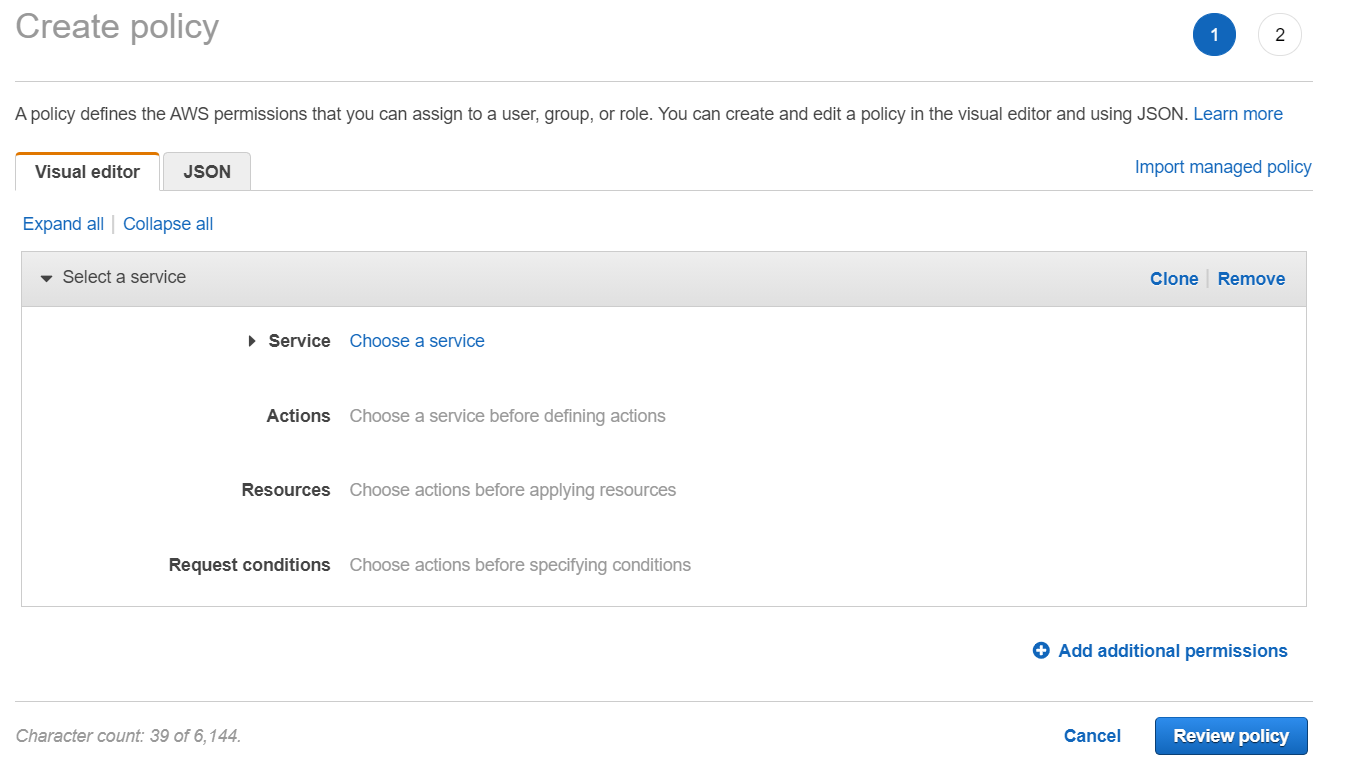 Create policy
1
2
A policy defines the AWS permissions that you can assign to a user, group, or role. You can create and edit a policy in the visual editor and using JSON. Learn more
Visual editor
JSON
Import managed policy
Expand all
Collapse all
Select a service
Clone
Remove
Service Choose a service
Actions Choose a service before defining actions
Resources Choose actions before applying resources
Request conditions Choose actions before specifying conditions
Add additional permissions
Character count: 39 of 6,144.
Cancel
Review policy